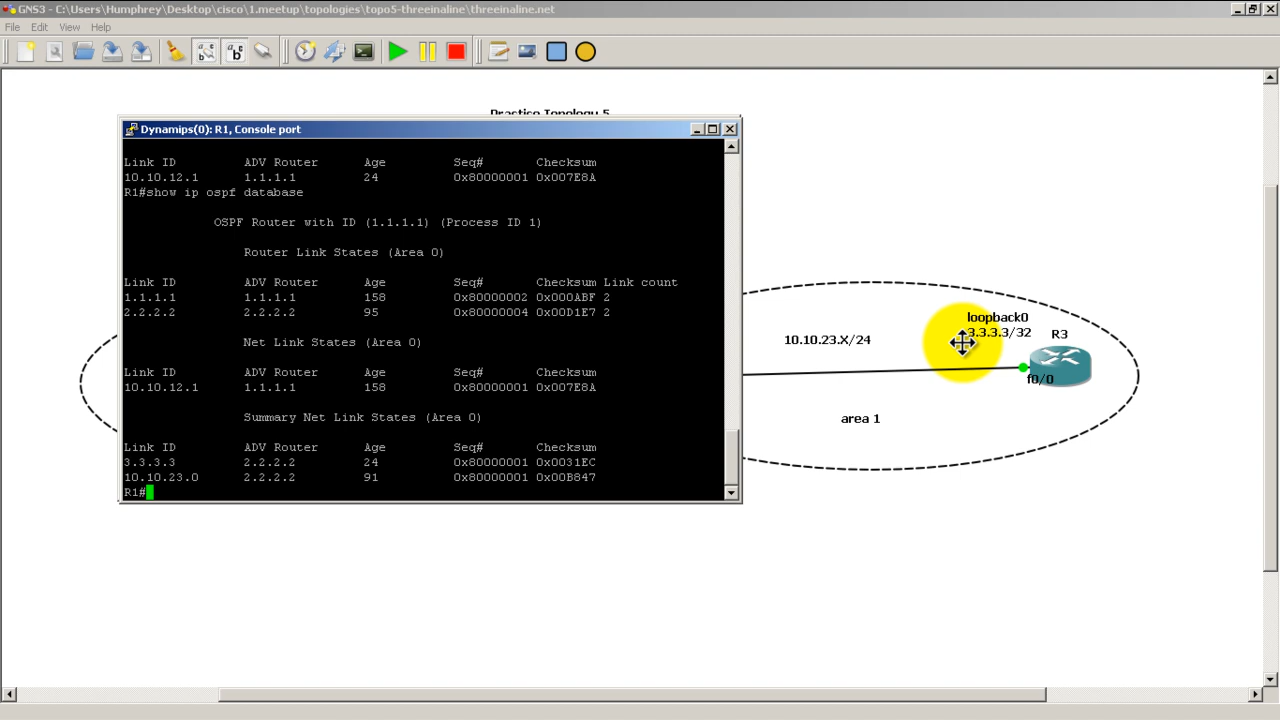 GNS3 - C:\Users\Humphrey\Desktop\cisco\1.meetup\topologies\topo5-threeinaline\threeinaline.net
File Edit View Help
Practice Topology 5
Dynamips(0): R1, Console port
Link ID ADV Router Age Seq# Checksum
10.10.12.1 1.1.1.1 24 0x80000001 0x007E8A
R1#show ip ospf database
OSPF Router with ID (1.1.1.1) (Process ID 1)
Router Link States (Area 0)
Link ID ADV Router Age Seq# Checksum Link count
1.1.1.1 1.1.1.1 158 0x80000002 0x000ABF 2
2.2.2.2 2.2.2.2 95 0x80000004 0x00D1E7 2
Net Link States (Area 0)
Link ID ADV Router Age Seq# Checksum
10.10.12.1 1.1.1.1 158 0x80000001 0x007E8A
Summary Net Link States (Area 0)
Link ID ADV Router Age Seq# Checksum
3.3.3.3 2.2.2.2 24 0x80000001 0x0031EC
10.10.23.0 2.2.2.2 91 0x80000001 0x00B847
R1#
loopback0
3.3.3.3/32
R3
10.10.23.X/24
f0/0
area 1